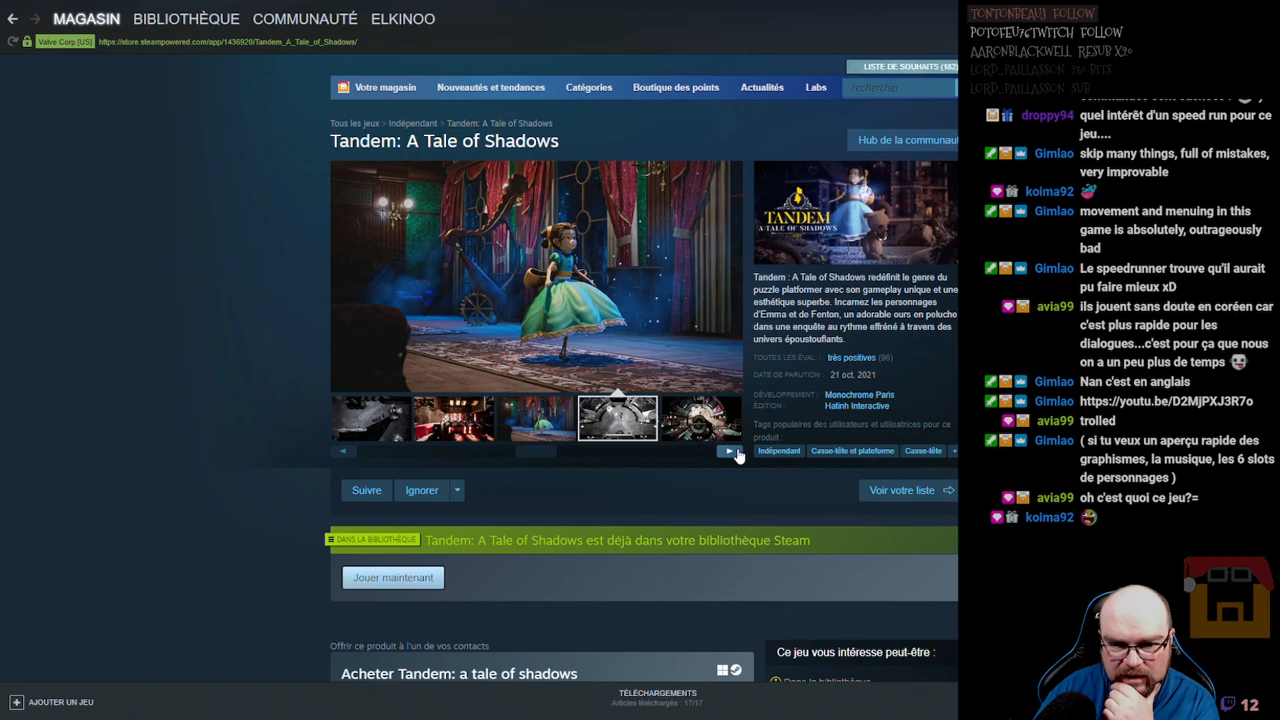 MAGASIN BIBLIOTHÈQUE COMMUNAUTÉ ELKINOO
Valve Corp [US] https://store.steampowered.com/app/1436920/Tandem_A_Tale_of_Shadows/
LISTE DE SOUHAITS (182)
Votre magasin Nouveautés et tendances Catégories Boutique des points Actualités Labs rechercher
Tous les jeux > Indépendant > Tandem: A Tale of Shadows
Tandem: A Tale of Shadows
Hub de la communaut
TANDEM
A TALE OF SHADOWS
Tandem : A Tale of Shadows redéfinit le genre du
puzzle platformer avec son gameplay unique et une
esthétique superbe. Incarnez les personnages
d'Emma et de Fenton, un adorable ours en peluche
dans une enquête au rythme effréné à travers des
univers époustouflants.
TOUTES LES ÉVAL. : très positives (96)
DATE DE PARUTION : 21 oct. 2021
DÉVELOPPEMENT : Monochrome Paris
ÉDITION : Hatinh Interactive
Tags populaires des utilisateurs et utilisatrices pour ce
produit :
Indépendant Casse-tête et plateforme Casse-tête
Suivre Ignorer Voir votre liste
DANS LA BIBLIOTHÈQUE Tandem: A Tale of Shadows est déjà dans votre bibliothèque Steam
Jouer maintenant
Offrir ce produit à l'un de vos contacts
Acheter Tandem: a tale of shadows
Ce jeu vous intéresse peut-être :
Dans la bibliothèque
AJOUTER UN JEU
TÉLÉCHARGEMENTS
Articles téléchargés : 17/17
TONTONBEAUJ FOLLOW
POTOFEU76TWITCH FOLLOW
AARONBLACKWELL RESUB X20
LORD_PAILLASSON 250 BITS
LORD_PAILLASSON SUB
droppy94 quel intérêt d'un speed run pour ce
jeu....
Gimlao skip many things, full of mistakes,
very improvable
koima92
Gimlao movement and menuing in this
game is absolutely, outrageously
bad
Gimlao Le speedrunner trouve qu'il aurait
pu faire mieux xD
avia99 ils jouent sans doute en coréen car
c'est plus rapide pour les
dialogues...c'est pour ça que nous
on a un peu plus de temps
Gimlao Nan c'est en anglais
Gimlao https://youtu.be/D2MjPXJ3R7o
avia99 trolled
Gimlao ( si tu veux un aperçu rapide des
graphismes, la musique, les 6 slots
de personnages )
avia99 oh c'est quoi ce jeu?=
koima92
12